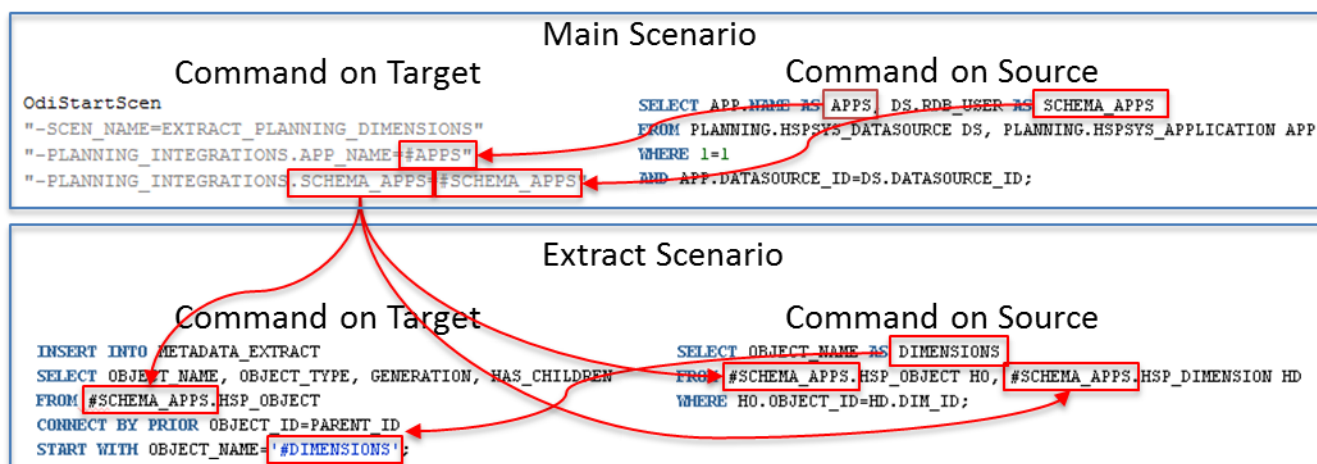 Main Scenario
Command on Target
OdiStartScen
"-SCEN_NAME=EXTRACT_PLANNING_DIMENSIONS"
"-PLANNING_INTEGRATIONS.APP_NAME=#APPS"
"-PLANNING_INTEGRATIONS.SCHEMA_APPS=#SCHEMA_APPS"
Command on Source
SELECT APP.NAME AS APPS, DS.RDB_USER AS SCHEMA_APPS
FROM PLANNING.HSPSYS_DATASOURCE DS, PLANNING.HSPSYS_APPLICATION APP
WHERE 1=1
AND APP.DATASOURCE_ID=DS.DATASOURCE_ID;
Extract Scenario
Command on Target
INSERT INTO METADATA_EXTRACT
SELECT OBJECT_NAME, OBJECT_TYPE, GENERATION, HAS_CHILDREN
FROM #SCHEMA_APPS.HSP_OBJECT
CONNECT BY PRIOR OBJECT_ID=PARENT_ID
START WITH OBJECT_NAME='#DIMENSIONS';
Command on Source
SELECT OBJECT_NAME AS DIMENSIONS
FROM #SCHEMA_APPS.HSP_OBJECT HO, #SCHEMA_APPS.HSP_DIMENSION HD
WHERE HO.OBJECT_ID=HD.DIM_ID;